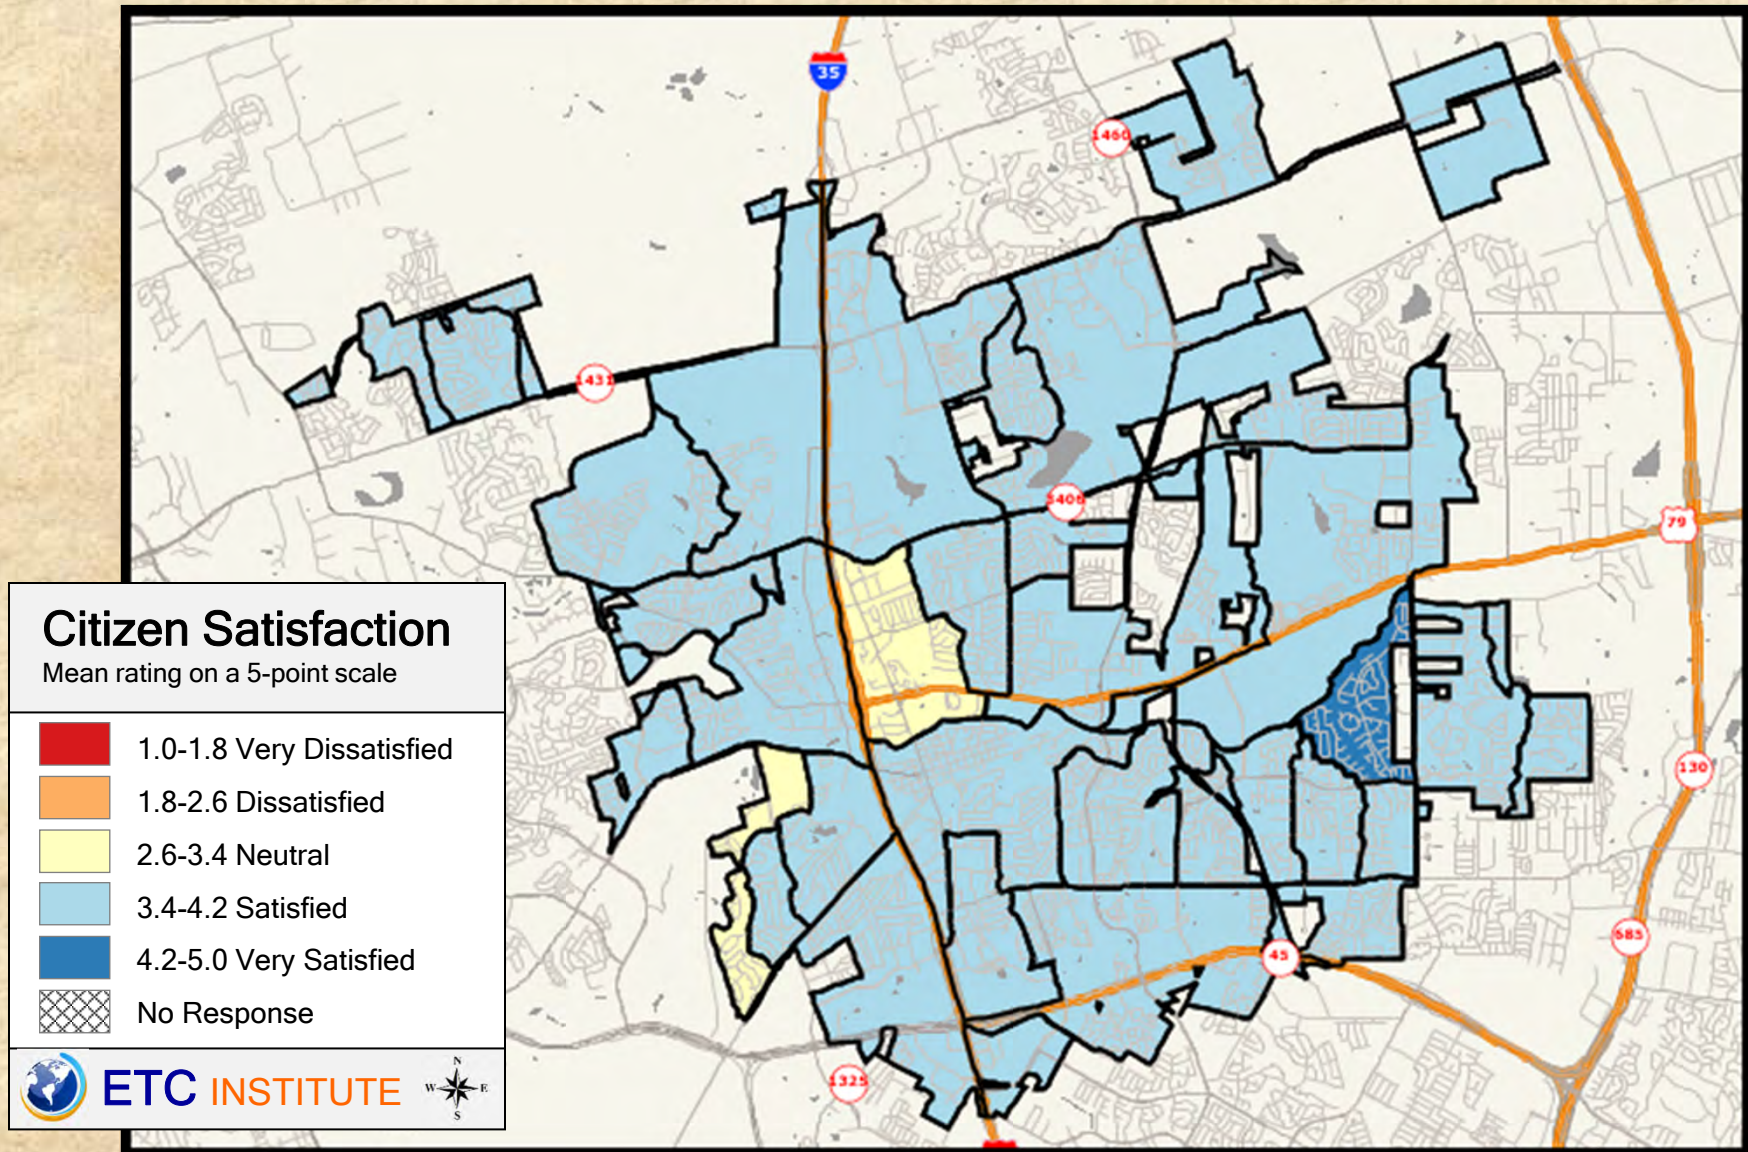 35
1460
1431
3406
79
Citizen Satisfaction
Mean rating on a 5-point scale
1.0-1.8 Very Dissatisfied
1.8-2.6 Dissatisfied
2.6-3.4 Neutral
3.4-4.2 Satisfied
4.2-5.0 Very Satisfied
No Response
130
685
45
1325
ETC INSTITUTE
N
W E
S